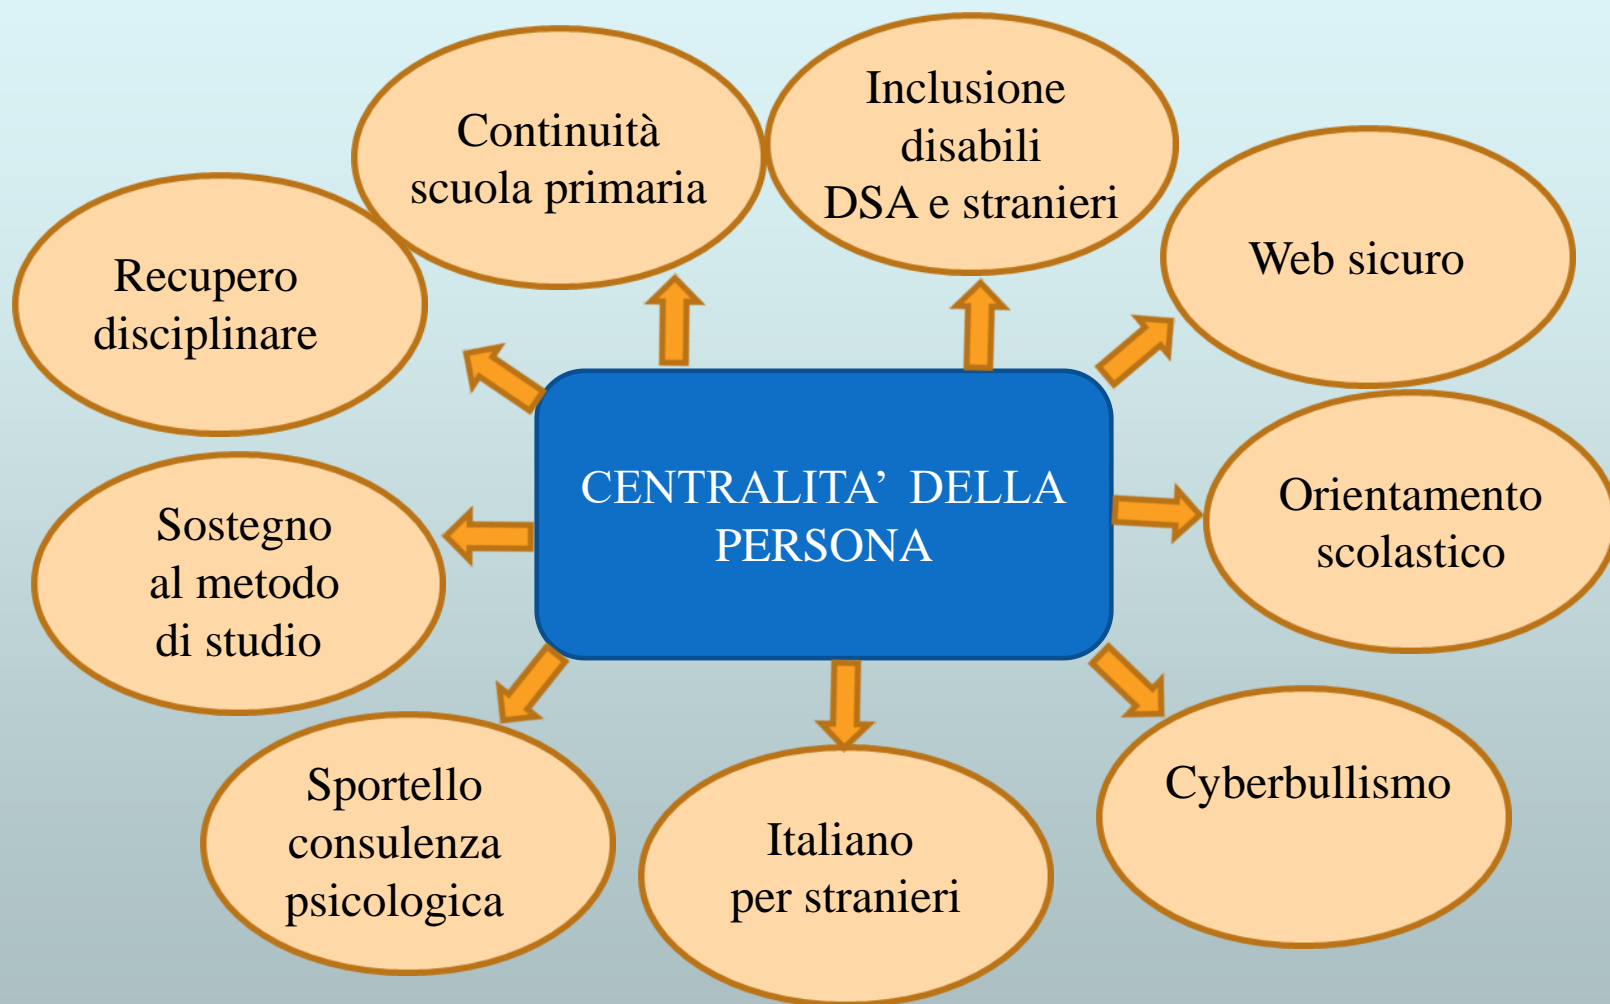 Continuità
scuola primaria
Inclusione
disabili
DSA e stranieri
Web sicuro
Recupero
disciplinare
CENTRALITA’ DELLA
PERSONA
Orientamento
scolastico
Sostegno
al metodo
di studio
Sportello
consulenza
psicologica
Italiano
per stranieri
Cyberbullismo